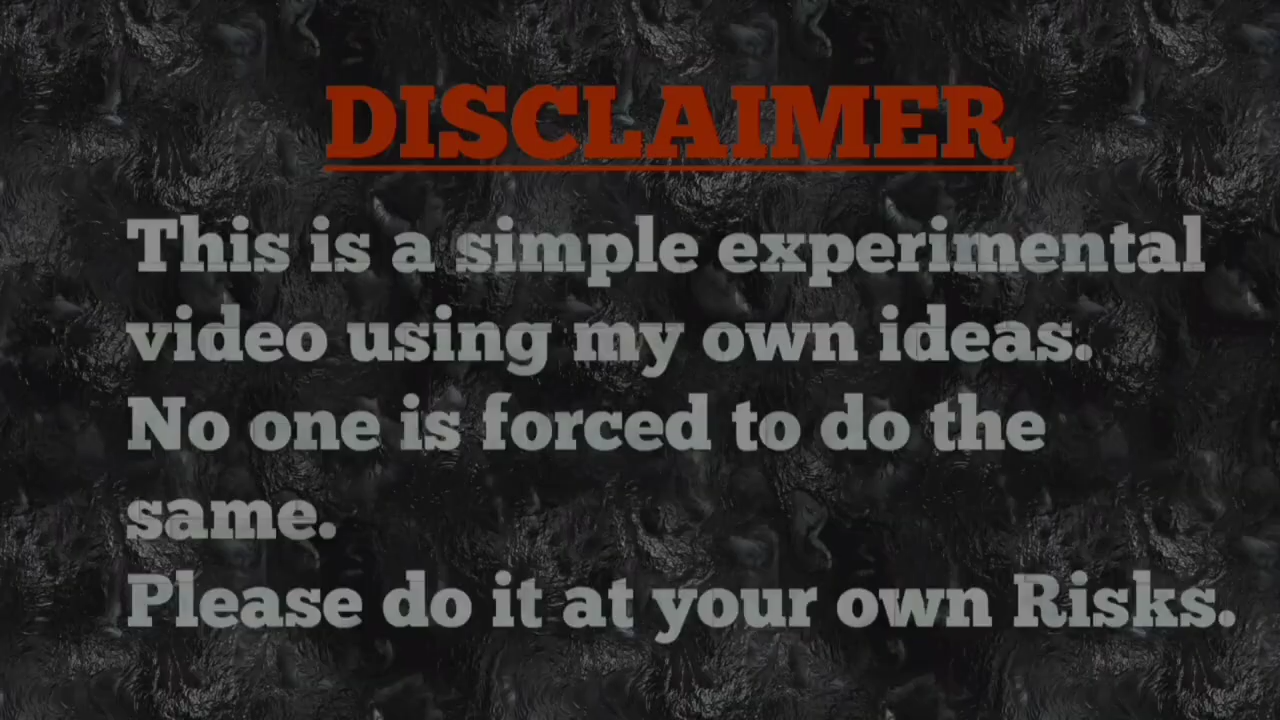 DISCLAIMER
This is a simple experimental
video using my own ideas.
No one is forced to do the
same.
Please do it at your own Risks.